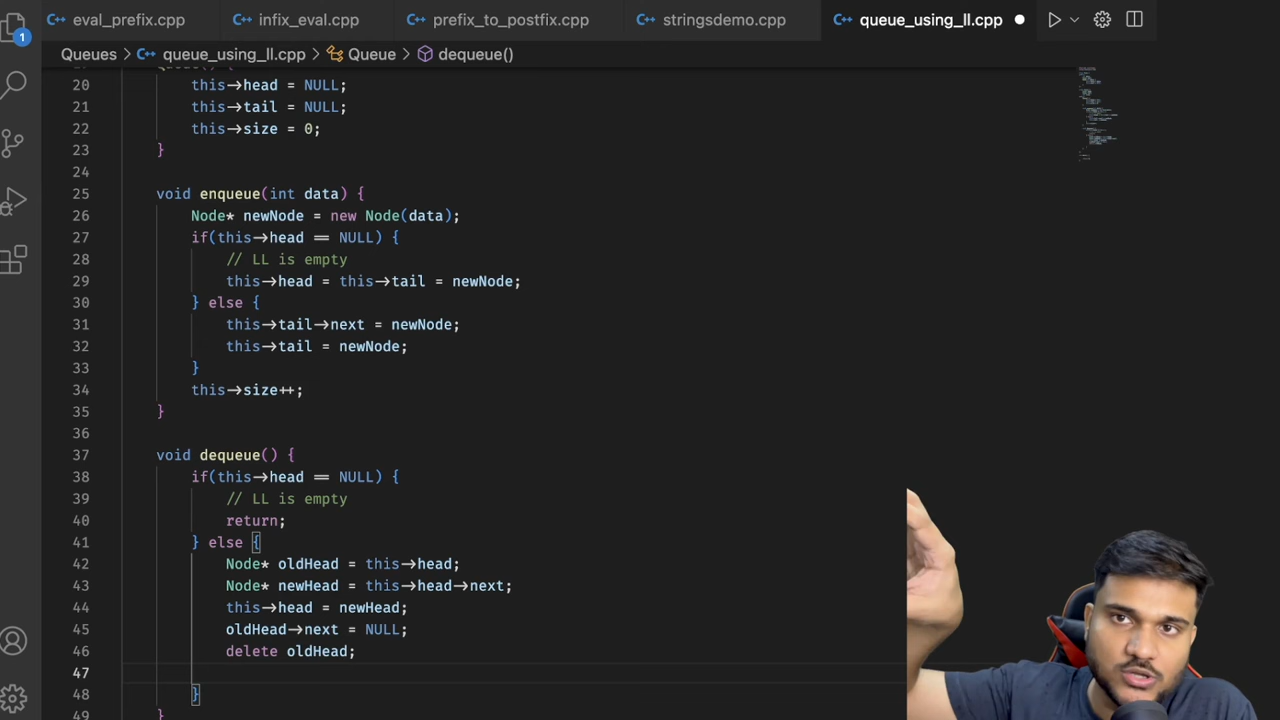 eval_prefix.cpp infix_eval.cpp prefix_to_postfix.cpp stringsdemo.cpp queue_using_ll.cpp
1
Queues > queue_using_ll.cpp > Queue > dequeue()
20 this->head = NULL;
21 this->tail = NULL;
22 this->size = 0;
23 }
24
25 void enqueue(int data) {
26 Node* newNode = new Node(data);
27 if(this->head == NULL) {
28 // LL is empty
29 this->head = this->tail = newNode;
30 } else {
31 this->tail->next = newNode;
32 this->tail = newNode;
33 }
34 this->size++;
35 }
36
37 void dequeue() {
38 if(this->head == NULL) {
39 // LL is empty
40 return;
41 } else {
42 Node* oldHead = this->head;
43 Node* newHead = this->head->next;
44 this->head = newHead;
45 oldHead->next = NULL;
46 delete oldHead;
47
48 }
49 }